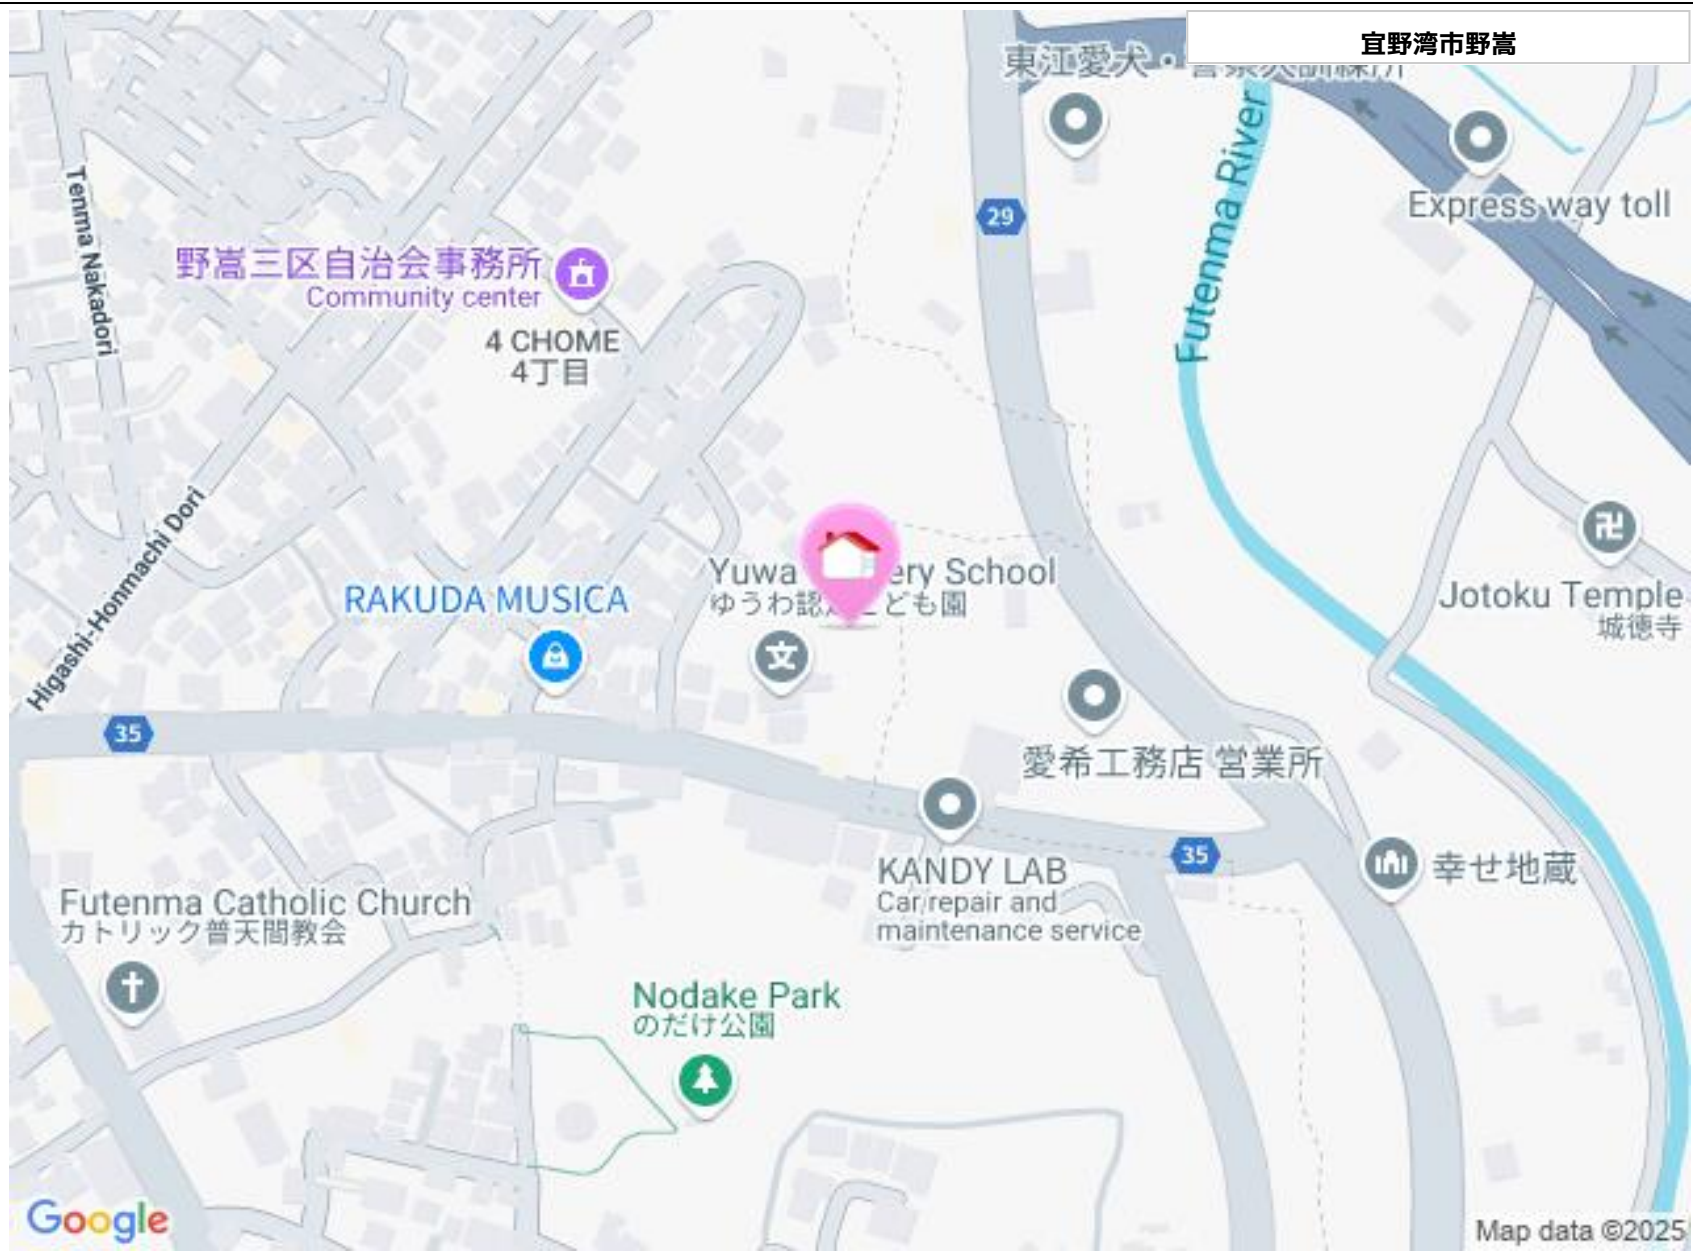 宜野湾市野嵩
東江愛犬・
Futenma River
29
Express way toll
Tenma Nakadori
野嵩三区自治会事務所
Community center
4 CHOME
4丁目
Higashi-Honmachi Dori
RAKUDA MUSICA
Yuwa ery School
ゆうわ認 こども園
Jotoku Temple
城徳寺
35
愛希工務店 営業所
KANDY LAB
Car repair and
maintenance service
35
幸せ地蔵
Futenma Catholic Church
カトリック普天間教会
Nodake Park
のだけ公園
Google
Map data ©2025